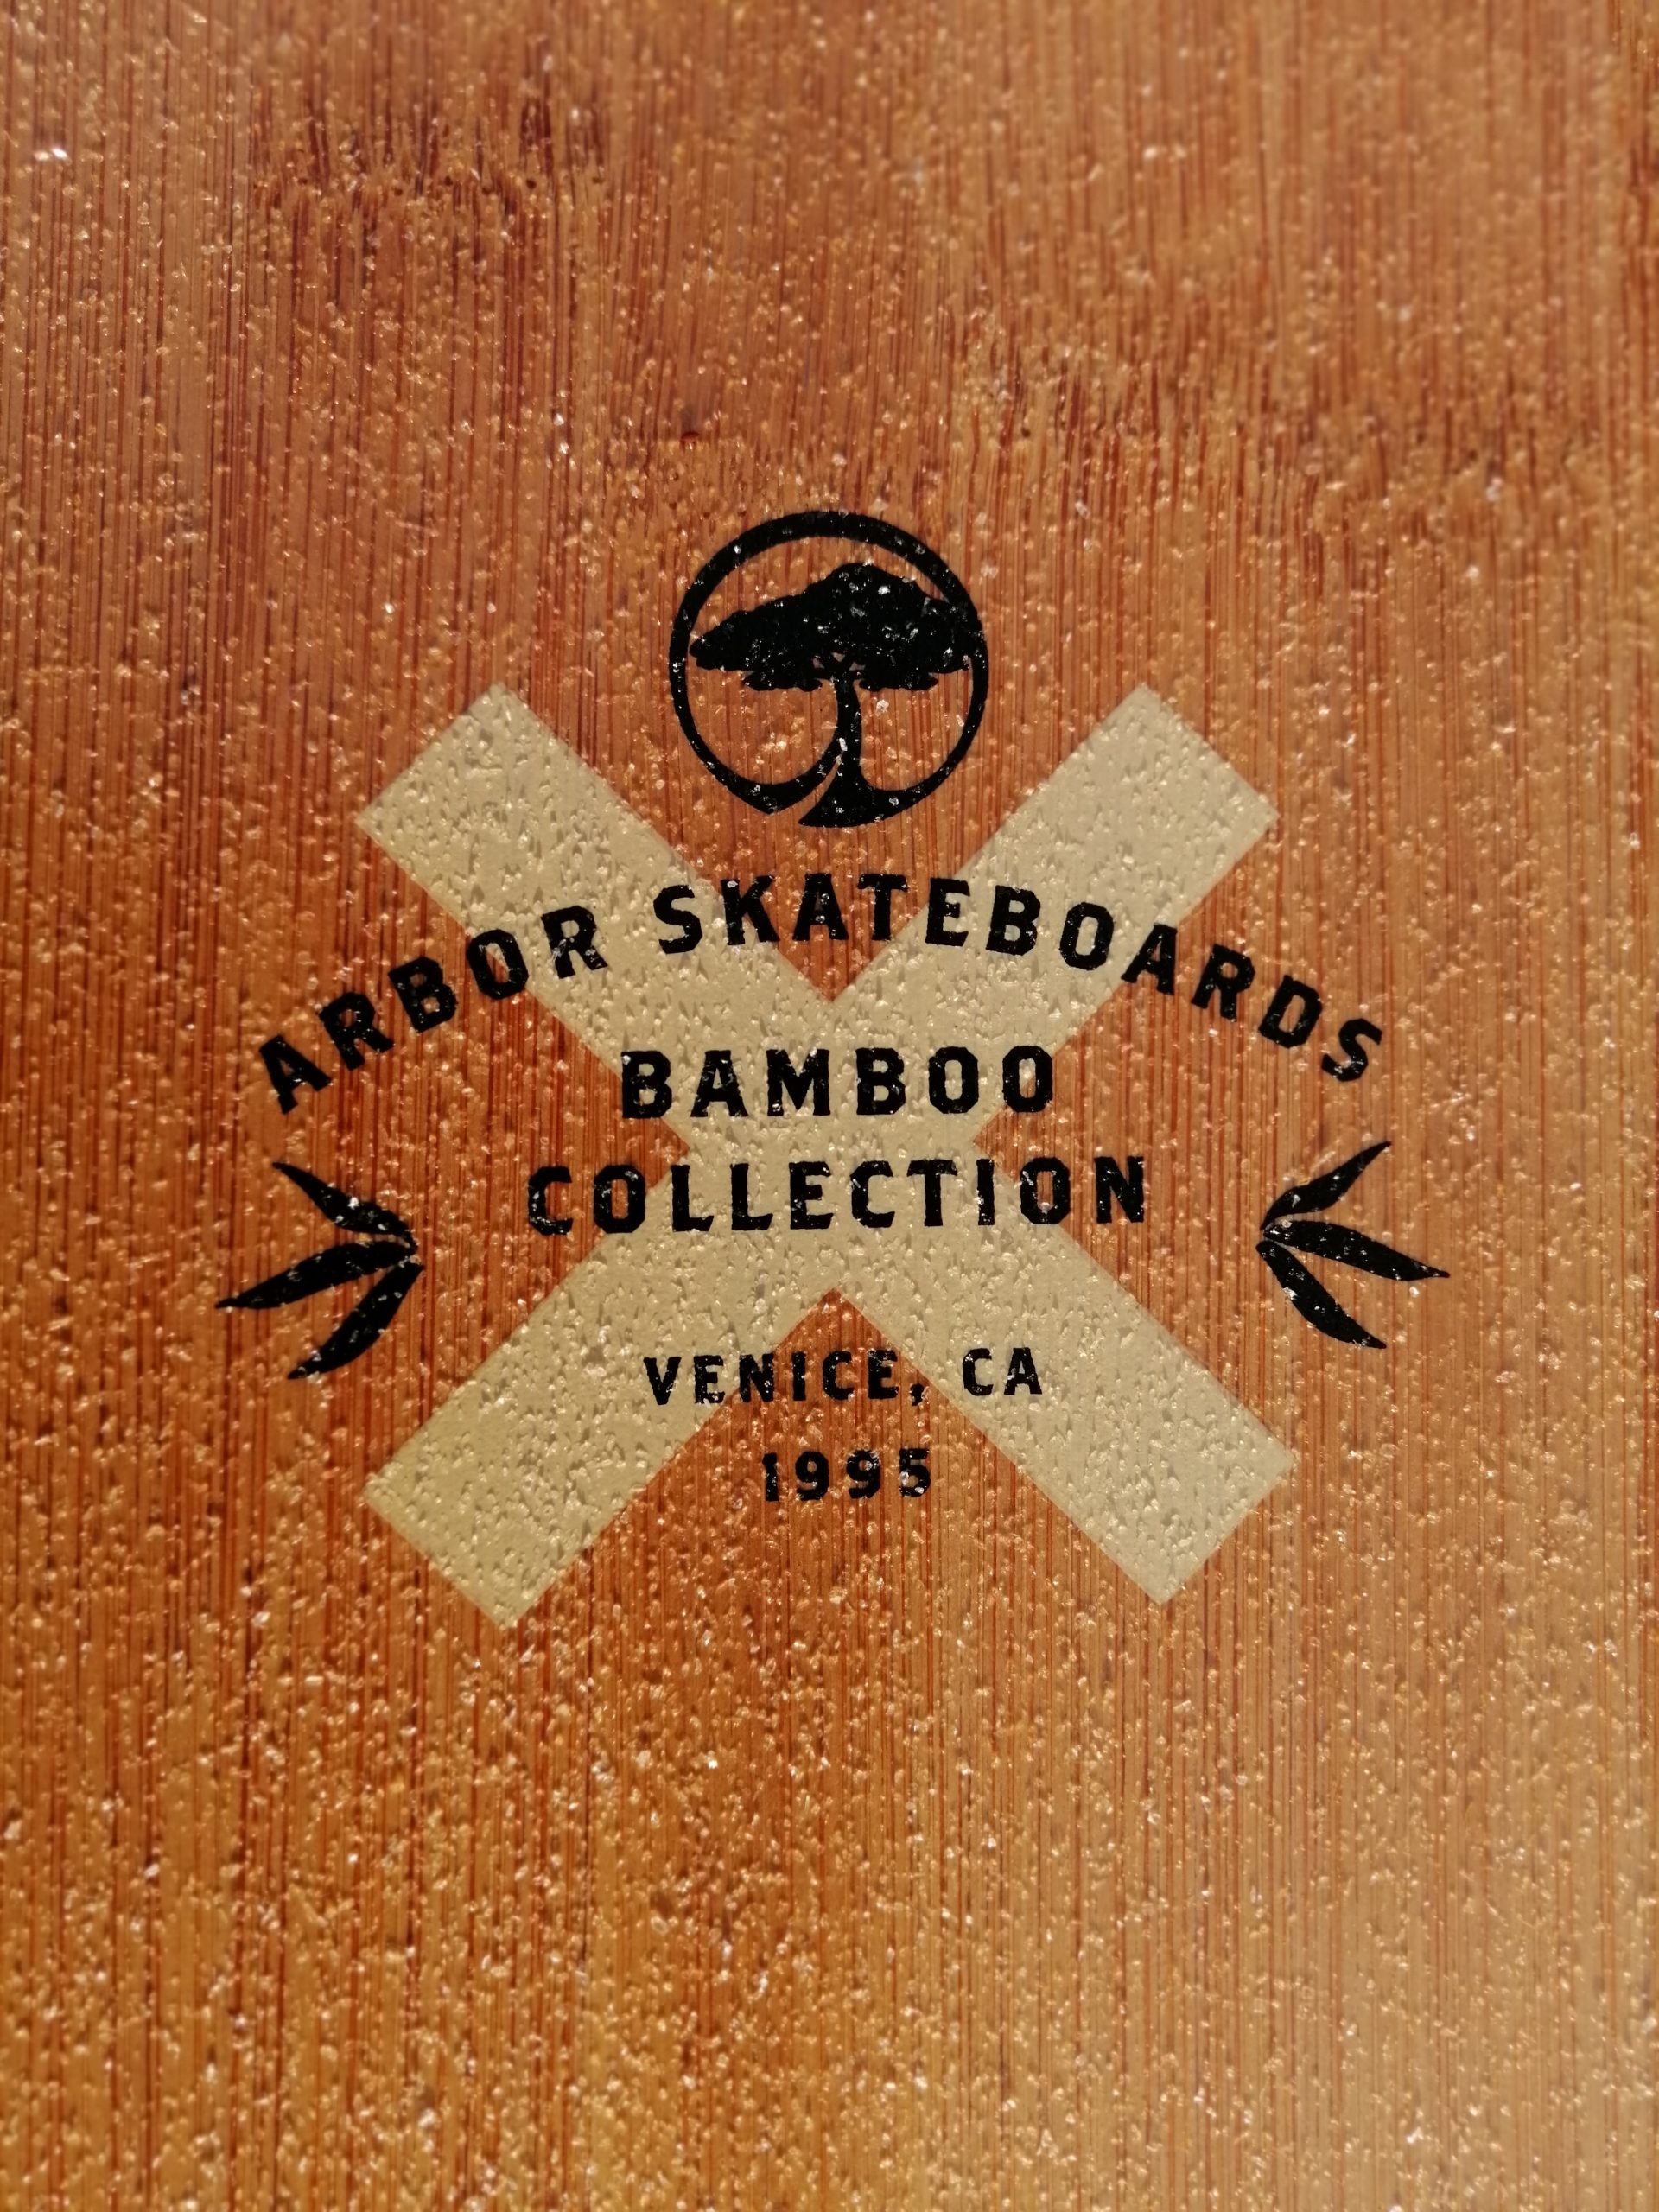 ARBOR SKATEBOARDS
BAMBOO
COLLECTION
VENICE, CA
1995